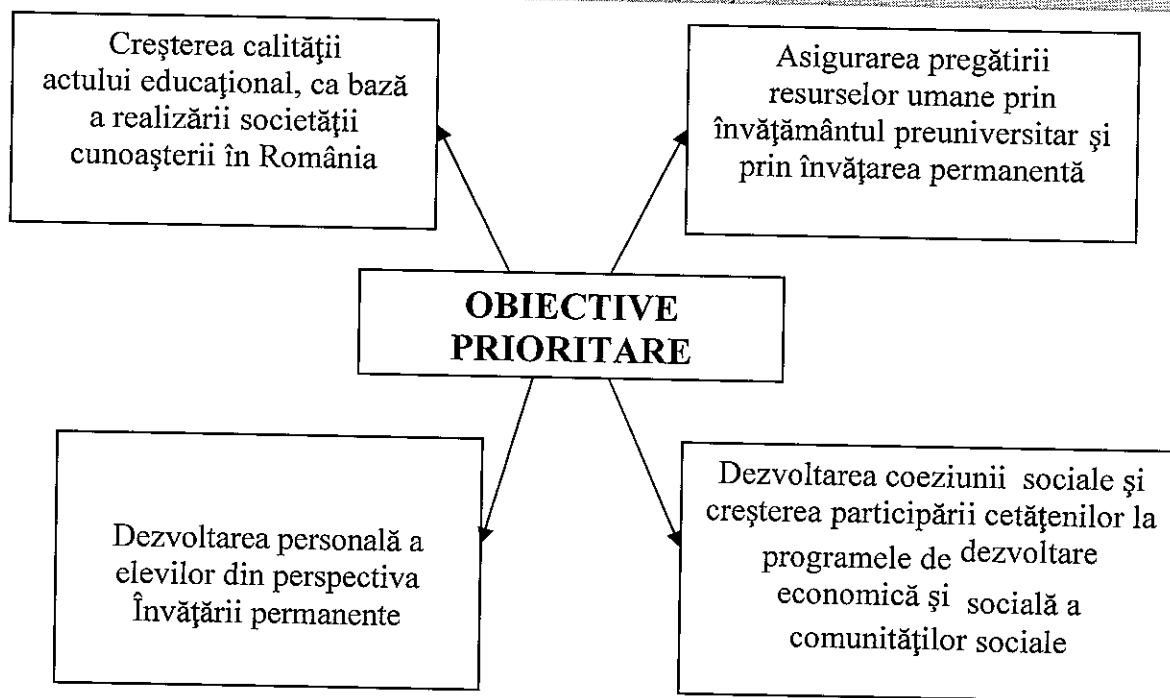 Creşterea calităţii
actului educaţional, ca bază
a realizării societăţii
cunoaşterii în România
Asigurarea pregătirii
resurselor umane prin
învăţământul preuniversitar şi
prin învăţarea permanentă
OBIECTIVE
PRIORITARE
Dezvoltarea personală a
elevilor din perspectiva
Învăţării permanente
Dezvoltarea coeziunii sociale şi
creşterea participării cetăţenilor la
programele de dezvoltare
economică şi socială a
comunităţilor sociale